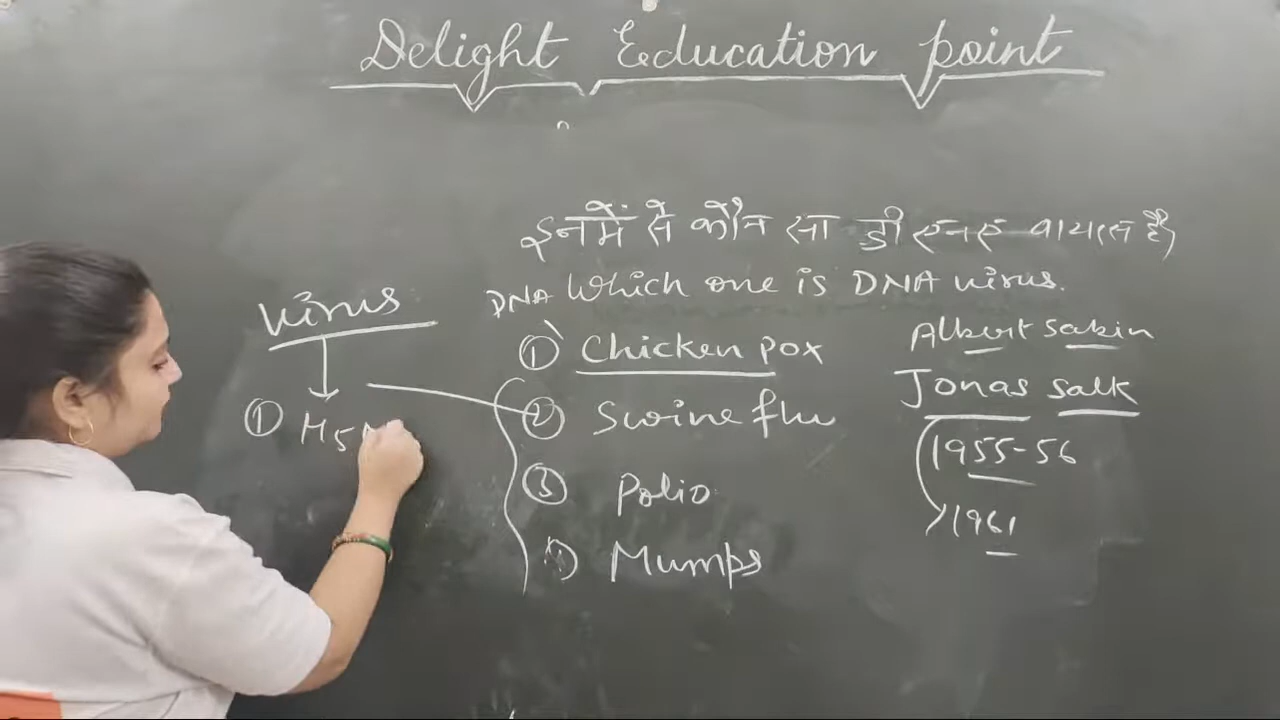 Delight Education point
इनमें से कौन सा डी एनए वायरस है
DNA Which one is DNA virus.
① Chicken pox
② Swine flu
③ Polio
④ Mumps
Virus
① H5N
Albert Sabin
Jonas Salk
1955-56
1961